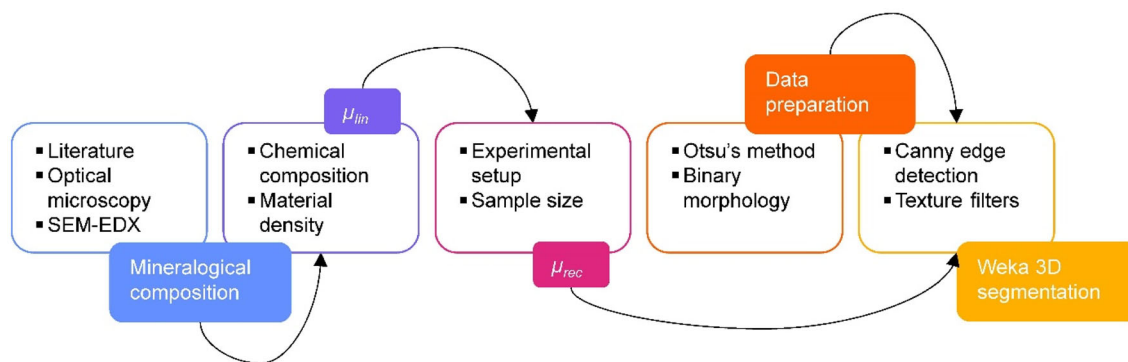 ▪ Literature
▪ Optical
microscopy
▪ SEM-EDX
Mineralogical
composition
μlin
▪ Chemical
composition
▪ Material
density
▪ Experimental
setup
▪ Sample size
μrec
▪ Otsu's method
▪ Binary
morphology
Data
preparation
▪ Canny edge
detection
▪ Texture filters
Weka 3D
segmentation